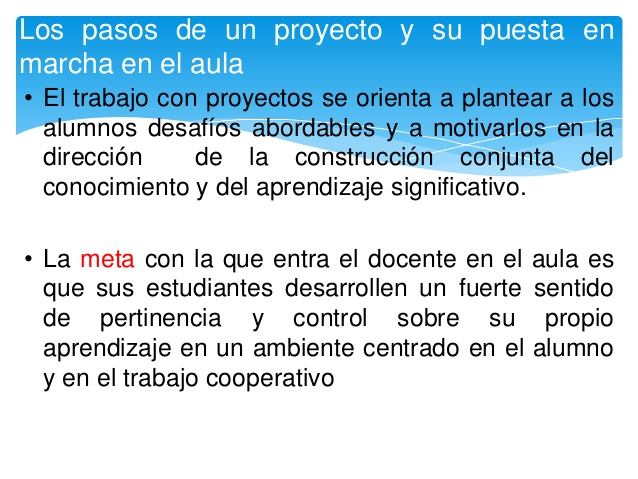 Los pasos de un proyecto y su puesta en
marcha en el aula
• El trabajo con proyectos se orienta a plantear a los
alumnos desafíos abordables y a motivarlos en la
dirección de la construcción conjunta del
conocimiento y del aprendizaje significativo.
• La meta con la que entra el docente en el aula es
que sus estudiantes desarrollen un fuerte sentido
de pertinencia y control sobre su propio
aprendizaje en un ambiente centrado en el alumno
y en el trabajo cooperativo